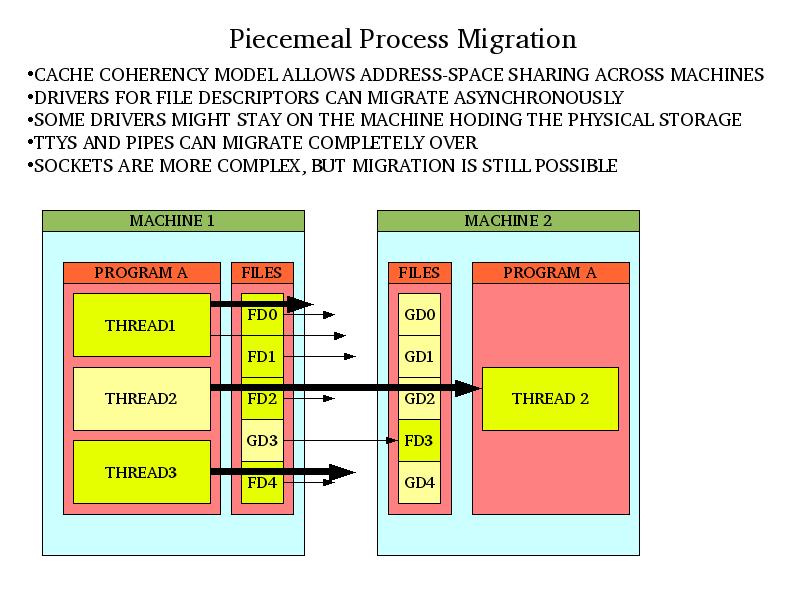 Piecemeal Process Migration
•CACHE COHERENCY MODEL ALLOWS ADDRESS-SPACE SHARING ACROSS MACHINES
•DRIVERS FOR FILE DESCRIPTORS CAN MIGRATE ASYNCHRONOUSLY
•SOME DRIVERS MIGHT STAY ON THE MACHINE HODING THE PHYSICAL STORAGE
•TTYS AND PIPES CAN MIGRATE COMPLETELY OVER
•SOCKETS ARE MORE COMPLEX, BUT MIGRATION IS STILL POSSIBLE
MACHINE 1
PROGRAM A
FILES
THREAD1
THREAD2
THREAD3
FD0
FD1
FD2
GD3
FD4
MACHINE 2
FILES
PROGRAM A
GD0
GD1
GD2
FD3
GD4
THREAD 2